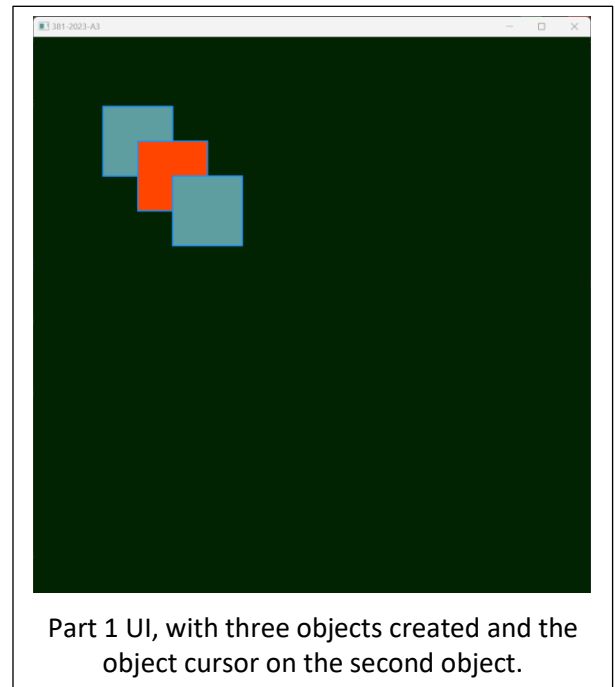 381-2023-A3
Part 1 UI, with three objects created and the
object cursor on the second object.